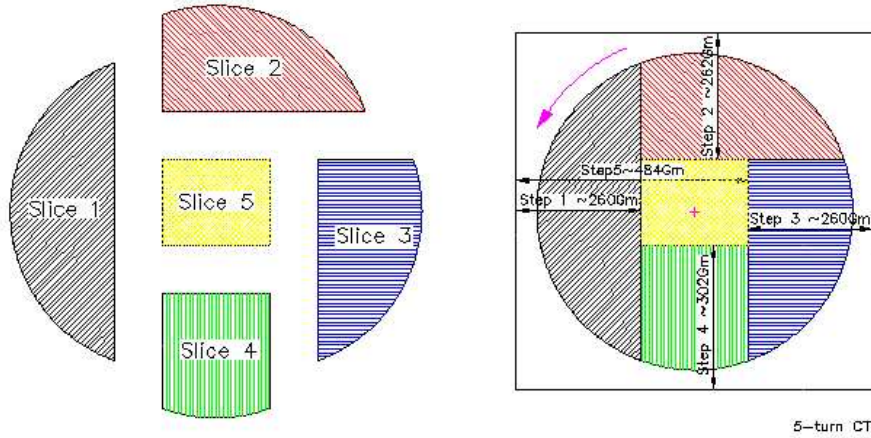 Slice 2
Slice 1
Slice 5
Slice 3
Slice 4
Step 2 ~262Gm
Step5~484Gm
Step 1 ~260Gm
Step 3 ~260Gm
Step 4 ~302Gm
5-turn CT